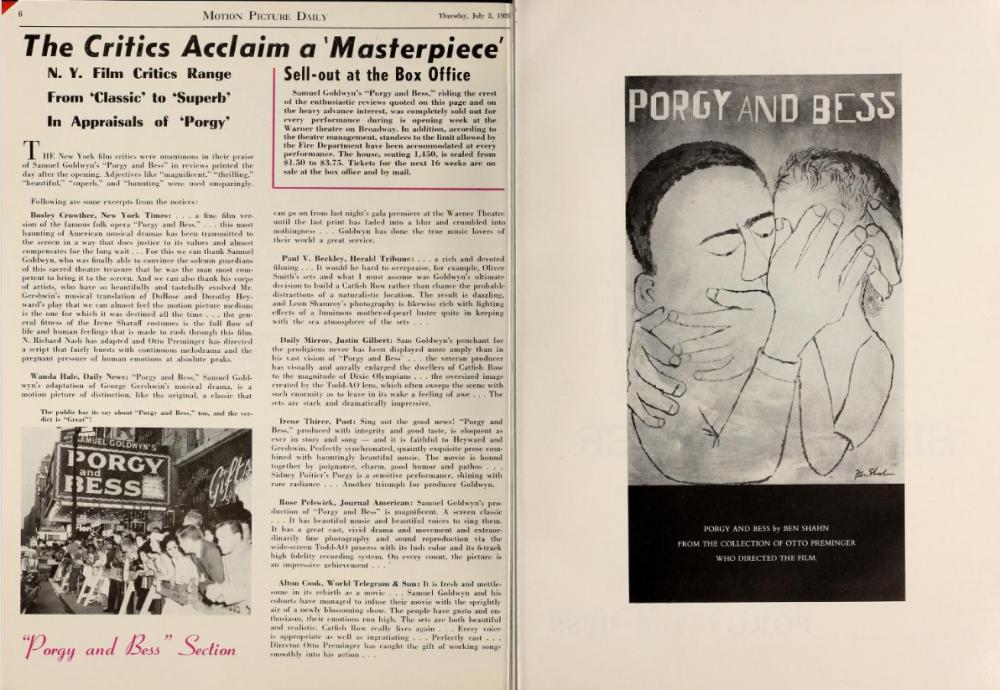 6
MOTION PICTURE DAILY
Thursday, July 2, 1959
The Critics Acclaim a 'Masterpiece'
N. Y. Film Critics Range
From 'Classic' to 'Superb'
In Appraisals of 'Porgy'
THE New York film critics were unanimous in their praise
of Samuel Goldwyn's "Porgy and Bess" in reviews printed the
day after the opening. Adjectives like "magnificent," "thrilling,"
"beautiful," "superb," and "haunting" were used unsparingly.
Following are some excerpts from the notices:
Bosley Crowther, New York Times: . . . a fine film ver-
sion of the famous folk opera "Porgy and Bess." . . . this most
haunting of American musical dramas has been transmitted to
the screen in a way that does justice to its values and almost
compensates for the long wait . . . For this we can thank Samuel
Goldwyn, who was finally able to convince the solemn guardians
of this sacred theatre treasure that he was the man most com-
petent to bring it to the screen. And we can also thank his corps
of artists, who have so beautifully and tastefully evolved Mr.
Gershwin's musical translation of DuBose and Dorothy Hey-
ward's play that we can almost feel the motion picture medium
is the one for which it was destined all the time . . . the gen-
eral fitness of the Irene Sharaff costumes is the full flow of
life and human feelings that is made to rush through this film.
N. Richard Nash has adapted and Otto Preminger has directed
a script that fairly bursts with continuous melodrama and the
pregnant pressure of human emotions at absolute peaks.
Wanda Hale, Daily News: "Porgy and Bess," Samuel Gold-
wyn's adaptation of George Gershwin's musical drama, is a
motion picture of distinction, like the original, a classic that
The public has its say about "Porgy and Bess," too, and the ver-
dict is "Great"!
SAMUEL GOLDWYN'S
PORGY
and
BESS
Gifts
"Porgy and Bess" Section
Sell-out at the Box Office
Samuel Goldwyn's "Porgy and Bess," riding the crest
of the enthusiastic reviews quoted on this page and on
the heavy advance interest, was completely sold out for
every performance during is opening week at the
Warner theatre on Broadway. In addition, according to
the theatre management, standees to the limit allowed by
the Fire Department have been accommodated at every
performance. The house, seating 1,450, is scaled from
$1.50 to $3.75. Tickets for the next 16 weeks are on
sale at the box office and by mail.
can go on from last night's gala premiere at the Warner Theatre
until the last print has faded into a blur and crumbled into
nothingness . . . Goldwyn has done the true music lovers of
their world a great service.
Paul V. Beckley, Herald Tribune: . . . a rich and devoted
filming . . . It would be hard to overpraise, for example, Oliver
Smith's sets and what I must assume was Goldwyn's ultimate
decision to build a Catfish Row rather than chance the probable
distractions of a naturalistic location. The result is dazzling,
and Leon Shamroy's photography is likewise rich with lighting
effects of a luminous mother-of-pearl luster quite in keeping
with the sea atmosphere of the sets . . .
Daily Mirror, Justin Gilbert: Sam Goldwyn's penchant for
the prodigious never has been displayed more amply than in
his vast vision of "Porgy and Bess" . . . the veteran producer
has visually and aurally enlarged the dwellers of Catfish Row
to the magnitude of Dixie Olympians . . . the oversized image
created by the Todd-AO lens, which often sweeps the scene with
such enormity as to leave in its wake a feeling of awe . . . The
sets are stark and dramatically impressive.
Irene Thirer, Post: Sing out the good news! "Porgy and
Bess," produced with integrity and good taste, is eloquent as
ever in story and song — and it is faithful to Heyward and
Gershwin. Perfectly synchronated, quaintly exquisite prose com-
bined with hauntingly beautiful music. The movie is bound
together by poignance, charm, good humor and pathos . . .
Sidney Poitier's Porgy is a sensitive performance, shining with
rare radiance . . . Another triumph for producer Goldwyn.
Rose Pelswick, Journal American: Samuel Goldwyn's pro-
duction of "Porgy and Bess" is magnificent. A screen classic
. . . It has beautiful music and beautiful voices to sing them.
It has a great cast, vivid drama and movement and extraor-
dinarily fine photography and sound reproduction via the
wide-screen Todd-AO process with its lush color and its 6-track
high fidelity recording system. On every count, the picture is
an impressive achievement . . .
Alton Cook, World Telegram & Sun: It is fresh and mettle-
some in its rebirth as a movie . . . Samuel Goldwyn and his
cohorts have managed to infuse their movie with the sprightly
air of a newly blossoming show. The people have gusto and en-
thusiasm, their emotions run high. The sets are both beautiful
and realistic. Catfish Row really lives again . . . Every voice
is appropriate as well as ingratiating . . . Perfectly cast . . .
Director Otto Preminger has caught the gift of working songs
smoothly into his action . . .
PORGY AND BESS
Ben Shahn
PORGY AND BESS by BEN SHAHN
FROM THE COLLECTION OF OTTO PREMINGER
WHO DIRECTED THE FILM.